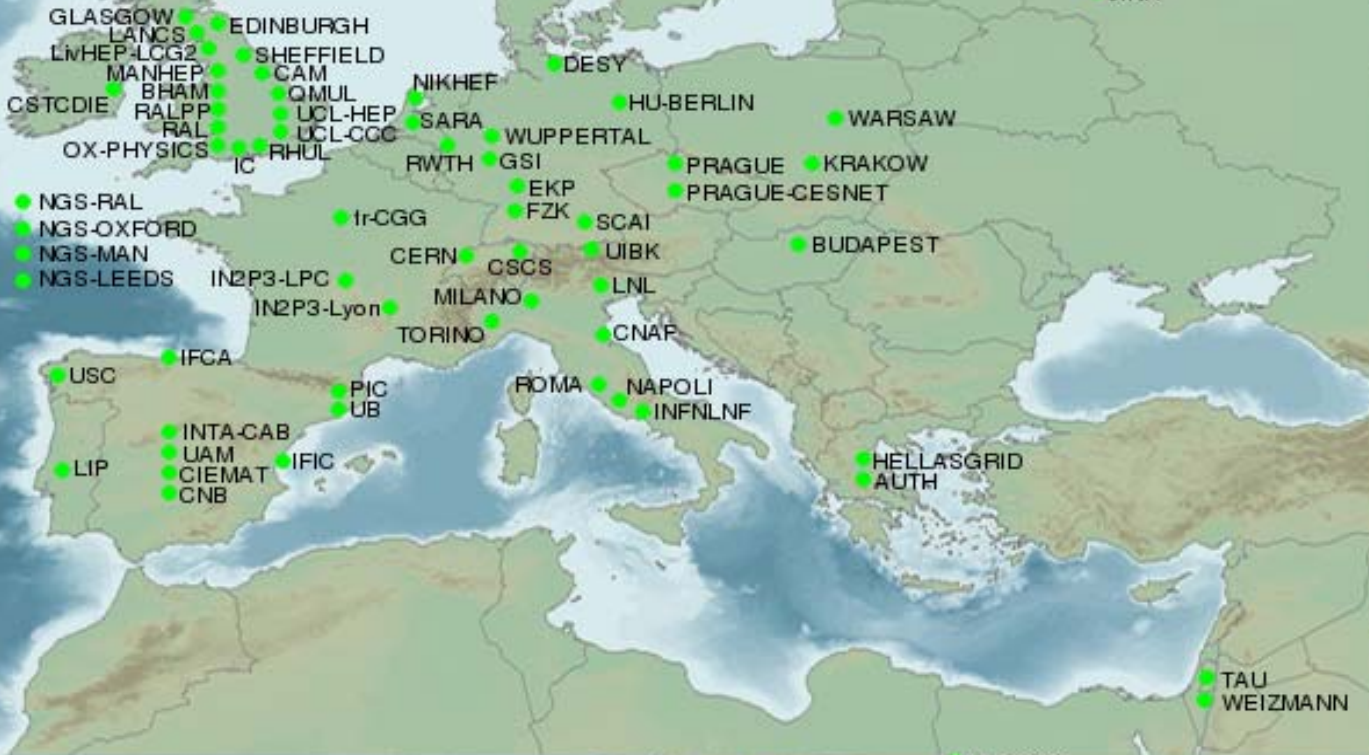 GLASGOW
EDINBURGH
LANCS
LivHEP-LCG2
SHEFFIELD
MANHEP
CAM
BHAM
QMUL
CSTCDIE
RALPP
UCL-HEP
RAL
UCL-CCC
OX-PHYSICS
IC
RHUL
DESY
NIKHEF
HU-BERLIN
SARA
WARSAW
WUPPERTAL
RWTH
GSI
PRAGUE
KRAKOW
EKP
PRAGUE-CESNET
NGS-RAL
NGS-OXFORD
NGS-MAN
NGS-LEEDS
fr-CGG
FZK
SCAI
CERN
CSCS
UIBK
BUDAPEST
IN2P3-LPC
LNL
IN2P3-Lyon
MILANO
TORINO
CNAP
IFCA
USC
PIC
UB
ROMA
NAPOLI
INFNLNF
INTA-CAB
UAM
CIEMAT
CNB
IFIC
LIP
HELLASGRID
AUTH
TAU
WEIZMANN